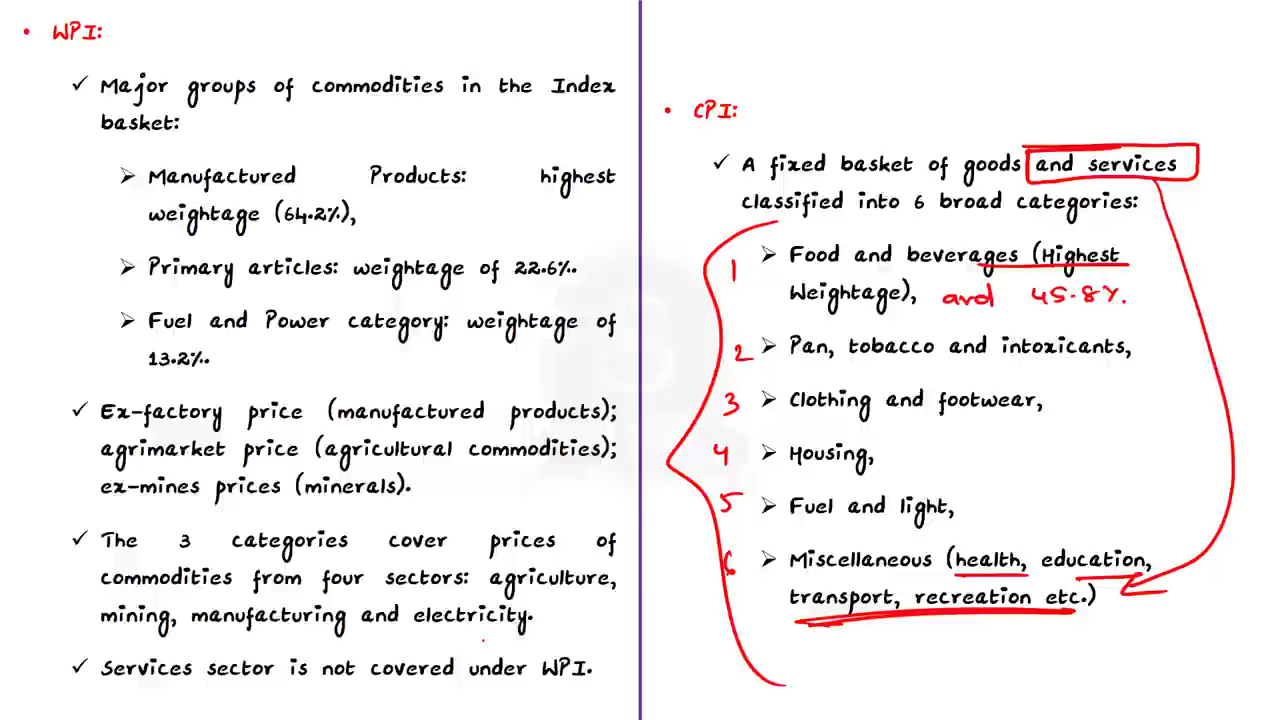 • WPI:
✓ Major groups of commodities in the Index
basket:
➢ Manufactured Products: highest
weightage (64.2%),
➢ Primary articles: weightage of 22.6%.
➢ Fuel and Power category: weightage of
13.2%.
✓ Ex-factory price (manufactured products);
agrimarket price (agricultural commodities);
ex-mines prices (minerals).
✓ The 3 categories cover prices of
commodities from four sectors: agriculture,
mining, manufacturing and electricity.
✓ Services sector is not covered under WPI.
• CPI:
✓ A fixed basket of goods and services
classified into 6 broad categories:
1 ➢ Food and beverages (Highest
Weightage), and 45.8%.
2 ➢ Pan, tobacco and intoxicants,
3 ➢ Clothing and footwear,
4 ➢ Housing,
5 ➢ Fuel and light,
6 ➢ Miscellaneous (health, education,
transport, recreation etc.)